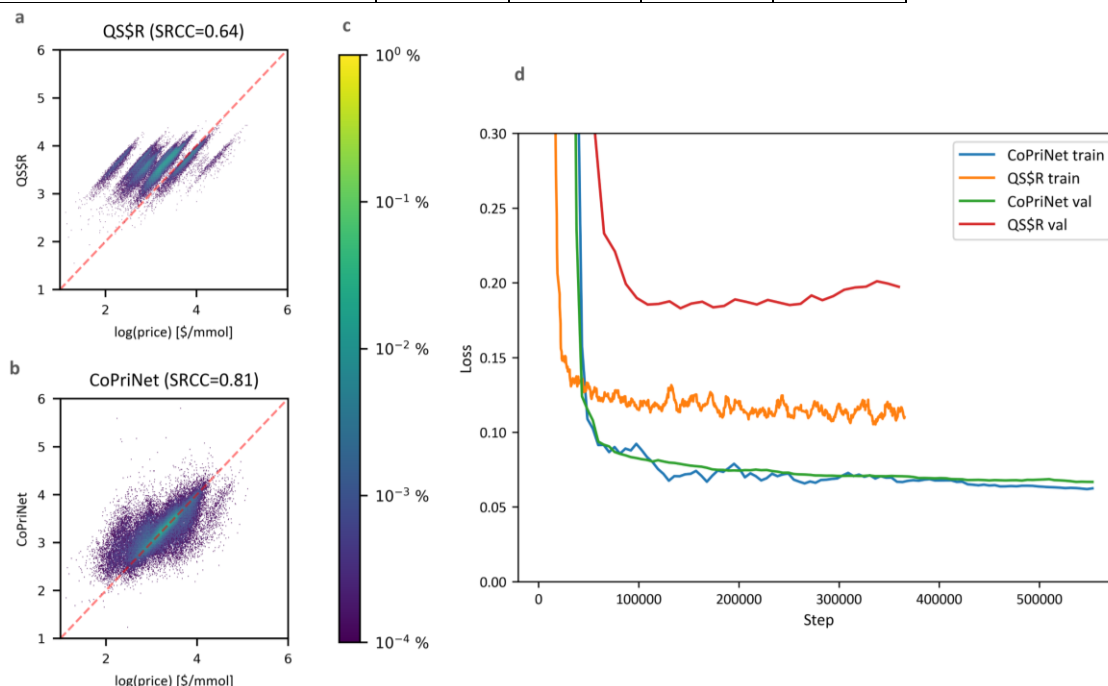 a
QS$R (SRCC=0.64)
6
5
4
3
2
1
QS$R
2
4
6
log(price) [$/mmol]
b
CoPriNet (SRCC=0.81)
6
5
4
3
2
1
CoPriNet
2
4
6
log(price) [$/mmol]
c
10⁰ %
10⁻¹ %
10⁻² %
10⁻³ %
10⁻⁴ %
d
0.30
0.25
0.20
0.15
0.10
0.05
0.00
Loss
0
100000
200000
300000
400000
500000
Step
CoPriNet train
QS$R train
CoPriNet val
QS$R val